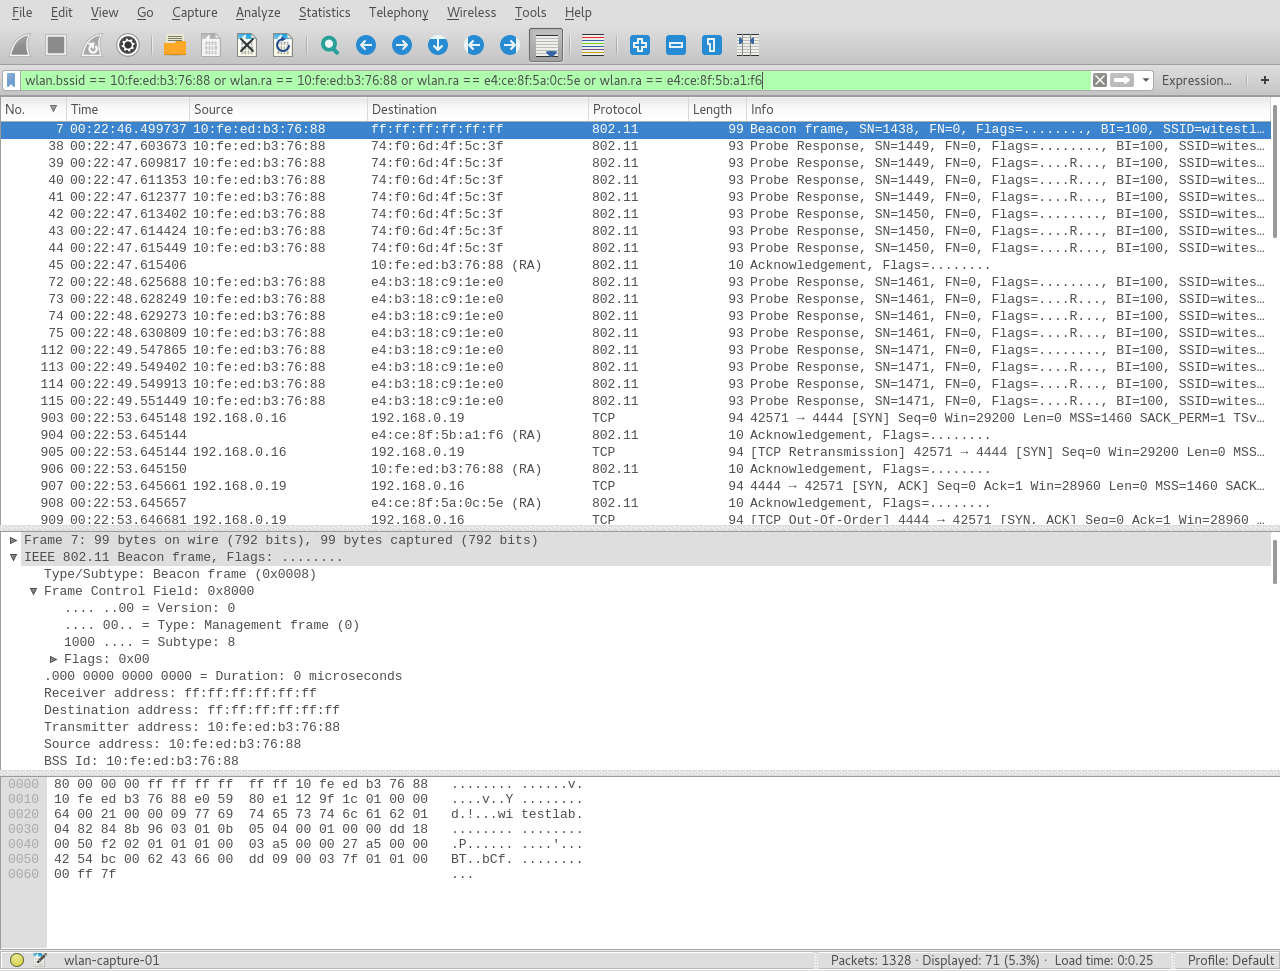 File Edit View Go Capture Analyze Statistics Telephony Wireless Tools Help
wlan.bssid == 10:fe:ed:b3:76:88 or wlan.ra == 10:fe:ed:b3:76:88 or wlan.ra == e4:ce:8f:5a:0c:5e or wlan.ra == e4:ce:8f:5b:a1:f6 Expression… +
No. Time Source Destination Protocol Length Info
7 00:22:46.499737 10:fe:ed:b3:76:88 ff:ff:ff:ff:ff:ff 802.11 99 Beacon frame, SN=1438, FN=0, Flags=........, BI=100, SSID=witestl…
38 00:22:47.603673 10:fe:ed:b3:76:88 74:f0:6d:4f:5c:3f 802.11 93 Probe Response, SN=1449, FN=0, Flags=........, BI=100, SSID=wites…
39 00:22:47.609817 10:fe:ed:b3:76:88 74:f0:6d:4f:5c:3f 802.11 93 Probe Response, SN=1449, FN=0, Flags=....R..., BI=100, SSID=wites…
40 00:22:47.611353 10:fe:ed:b3:76:88 74:f0:6d:4f:5c:3f 802.11 93 Probe Response, SN=1449, FN=0, Flags=....R..., BI=100, SSID=wites…
41 00:22:47.612377 10:fe:ed:b3:76:88 74:f0:6d:4f:5c:3f 802.11 93 Probe Response, SN=1449, FN=0, Flags=....R..., BI=100, SSID=wites…
42 00:22:47.613402 10:fe:ed:b3:76:88 74:f0:6d:4f:5c:3f 802.11 93 Probe Response, SN=1450, FN=0, Flags=........, BI=100, SSID=wites…
43 00:22:47.614424 10:fe:ed:b3:76:88 74:f0:6d:4f:5c:3f 802.11 93 Probe Response, SN=1450, FN=0, Flags=....R..., BI=100, SSID=wites…
44 00:22:47.615449 10:fe:ed:b3:76:88 74:f0:6d:4f:5c:3f 802.11 93 Probe Response, SN=1450, FN=0, Flags=....R..., BI=100, SSID=wites…
45 00:22:47.615406 10:fe:ed:b3:76:88 (RA) 802.11 10 Acknowledgement, Flags=........
72 00:22:48.625688 10:fe:ed:b3:76:88 e4:b3:18:c9:1e:e0 802.11 93 Probe Response, SN=1461, FN=0, Flags=........, BI=100, SSID=wites…
73 00:22:48.628249 10:fe:ed:b3:76:88 e4:b3:18:c9:1e:e0 802.11 93 Probe Response, SN=1461, FN=0, Flags=....R..., BI=100, SSID=wites…
74 00:22:48.629273 10:fe:ed:b3:76:88 e4:b3:18:c9:1e:e0 802.11 93 Probe Response, SN=1461, FN=0, Flags=....R..., BI=100, SSID=wites…
75 00:22:48.630809 10:fe:ed:b3:76:88 e4:b3:18:c9:1e:e0 802.11 93 Probe Response, SN=1461, FN=0, Flags=....R..., BI=100, SSID=wites…
112 00:22:49.547865 10:fe:ed:b3:76:88 e4:b3:18:c9:1e:e0 802.11 93 Probe Response, SN=1471, FN=0, Flags=........, BI=100, SSID=wites…
113 00:22:49.549402 10:fe:ed:b3:76:88 e4:b3:18:c9:1e:e0 802.11 93 Probe Response, SN=1471, FN=0, Flags=....R..., BI=100, SSID=wites…
114 00:22:49.549913 10:fe:ed:b3:76:88 e4:b3:18:c9:1e:e0 802.11 93 Probe Response, SN=1471, FN=0, Flags=....R..., BI=100, SSID=wites…
115 00:22:49.551449 10:fe:ed:b3:76:88 e4:b3:18:c9:1e:e0 802.11 93 Probe Response, SN=1471, FN=0, Flags=....R..., BI=100, SSID=wites…
903 00:22:53.645148 192.168.0.16 192.168.0.19 TCP 94 42571 → 4444 [SYN] Seq=0 Win=29200 Len=0 MSS=1460 SACK_PERM=1 TSv…
904 00:22:53.645144 e4:ce:8f:5b:a1:f6 (RA) 802.11 10 Acknowledgement, Flags=........
905 00:22:53.645144 192.168.0.16 192.168.0.19 TCP 94 [TCP Retransmission] 42571 → 4444 [SYN] Seq=0 Win=29200 Len=0 MSS…
906 00:22:53.645150 10:fe:ed:b3:76:88 (RA) 802.11 10 Acknowledgement, Flags=........
907 00:22:53.645661 192.168.0.19 192.168.0.16 TCP 94 4444 → 42571 [SYN, ACK] Seq=0 Ack=1 Win=28960 Len=0 MSS=1460 SACK…
908 00:22:53.645657 e4:ce:8f:5a:0c:5e (RA) 802.11 10 Acknowledgement, Flags=........
909 00:22:53.646681 192.168.0.19 192.168.0.16 TCP 94 [TCP Out-Of-Order] 4444 → 42571 [SYN, ACK] Seq=0 Ack=1 Win=28960 …
Frame 7: 99 bytes on wire (792 bits), 99 bytes captured (792 bits)
IEEE 802.11 Beacon frame, Flags: ........
Type/Subtype: Beacon frame (0x0008)
Frame Control Field: 0x8000
.... ..00 = Version: 0
.... 00.. = Type: Management frame (0)
1000 .... = Subtype: 8
Flags: 0x00
.000 0000 0000 0000 = Duration: 0 microseconds
Receiver address: ff:ff:ff:ff:ff:ff
Destination address: ff:ff:ff:ff:ff:ff
Transmitter address: 10:fe:ed:b3:76:88
Source address: 10:fe:ed:b3:76:88
BSS Id: 10:fe:ed:b3:76:88
0000 80 00 00 00 ff ff ff ff ff ff 10 fe ed b3 76 88 ........ ......v.
0010 10 fe ed b3 76 88 e0 59 80 e1 12 9f 1c 01 00 00 ....v..Y ........
0020 64 00 21 00 00 09 77 69 74 65 73 74 6c 61 62 01 d.!...wi testlab.
0030 04 82 84 8b 96 03 01 0b 05 04 00 01 00 00 dd 18 ........ ........
0040 00 50 f2 02 01 01 01 00 03 a5 00 00 27 a5 00 00 .P...... ....'...
0050 42 54 bc 00 62 43 66 00 dd 09 00 03 7f 01 01 00 BT..bCf. ........
0060 00 ff 7f ...
wlan-capture-01 Packets: 1328 · Displayed: 71 (5.3%) · Load time: 0:0.25 Profile: Default